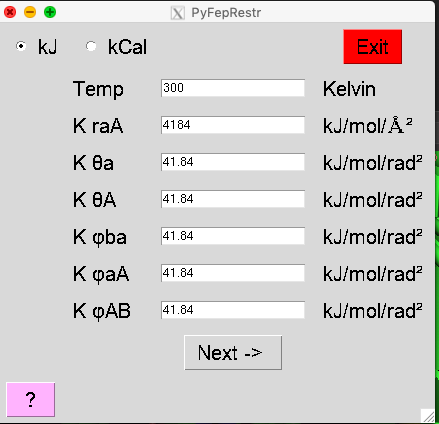 PyFepRestr
kJ kCal Exit
Temp 300 Kelvin
K raA 4184 kJ/mol/Å²
K θa 41.84 kJ/mol/rad²
K θA 41.84 kJ/mol/rad²
K φba 41.84 kJ/mol/rad²
K φaA 41.84 kJ/mol/rad²
K φAB 41.84 kJ/mol/rad²
Next ->
?